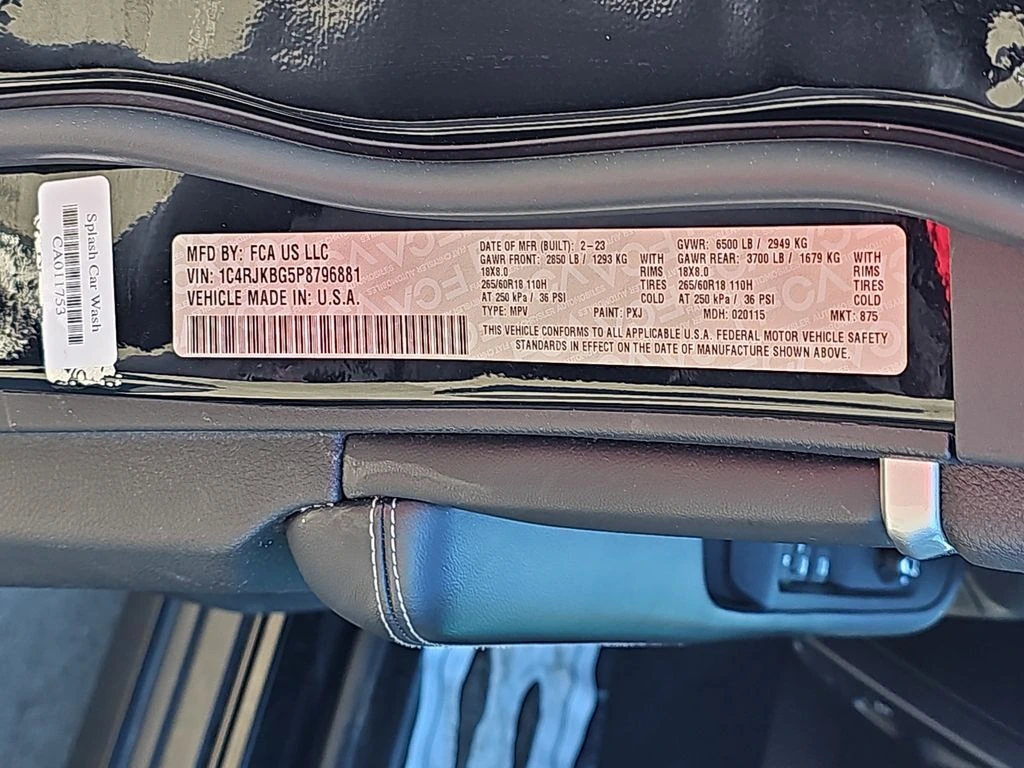 Splash Car Wash
CA011753
MFD BY: FCA US LLC
VIN: 1C4RJKBG5P8796881
VEHICLE MADE IN: U.S.A.
DATE OF MFR (BUILT): 2-23
GAWR FRONT: 2850 LB / 1293 KG WITH
18X8.0 RIMS
265/60R18 110H TIRES
AT 250 kPa / 36 PSI COLD
TYPE: MPV PAINT: PXJ
GVWR: 6500 LB / 2949 KG
GAWR REAR: 3700 LB / 1679 KG WITH
18X8.0 RIMS
265/60R18 110H TIRES
AT 250 kPa / 36 PSI COLD
MDH: 020115 MKT: 875
THIS VEHICLE CONFORMS TO ALL APPLICABLE U.S.A. FEDERAL MOTOR VEHICLE SAFETY
STANDARDS IN EFFECT ON THE DATE OF MANUFACTURE SHOWN ABOVE.